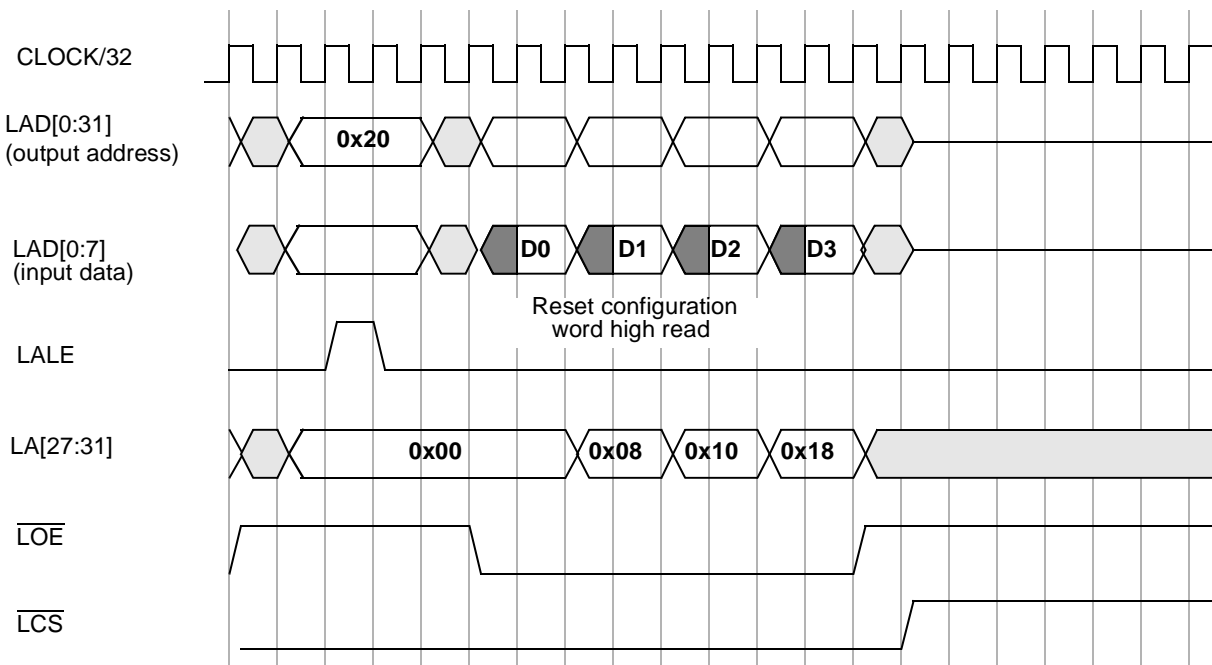 CLOCK/32
LAD[0:31]
(output address)
0x20
LAD[0:7]
(input data)
D0
D1
D2
D3
Reset configuration
word high read
LALE
LA[27:31]
0x00
0x08
0x10
0x18
LOE
LCS